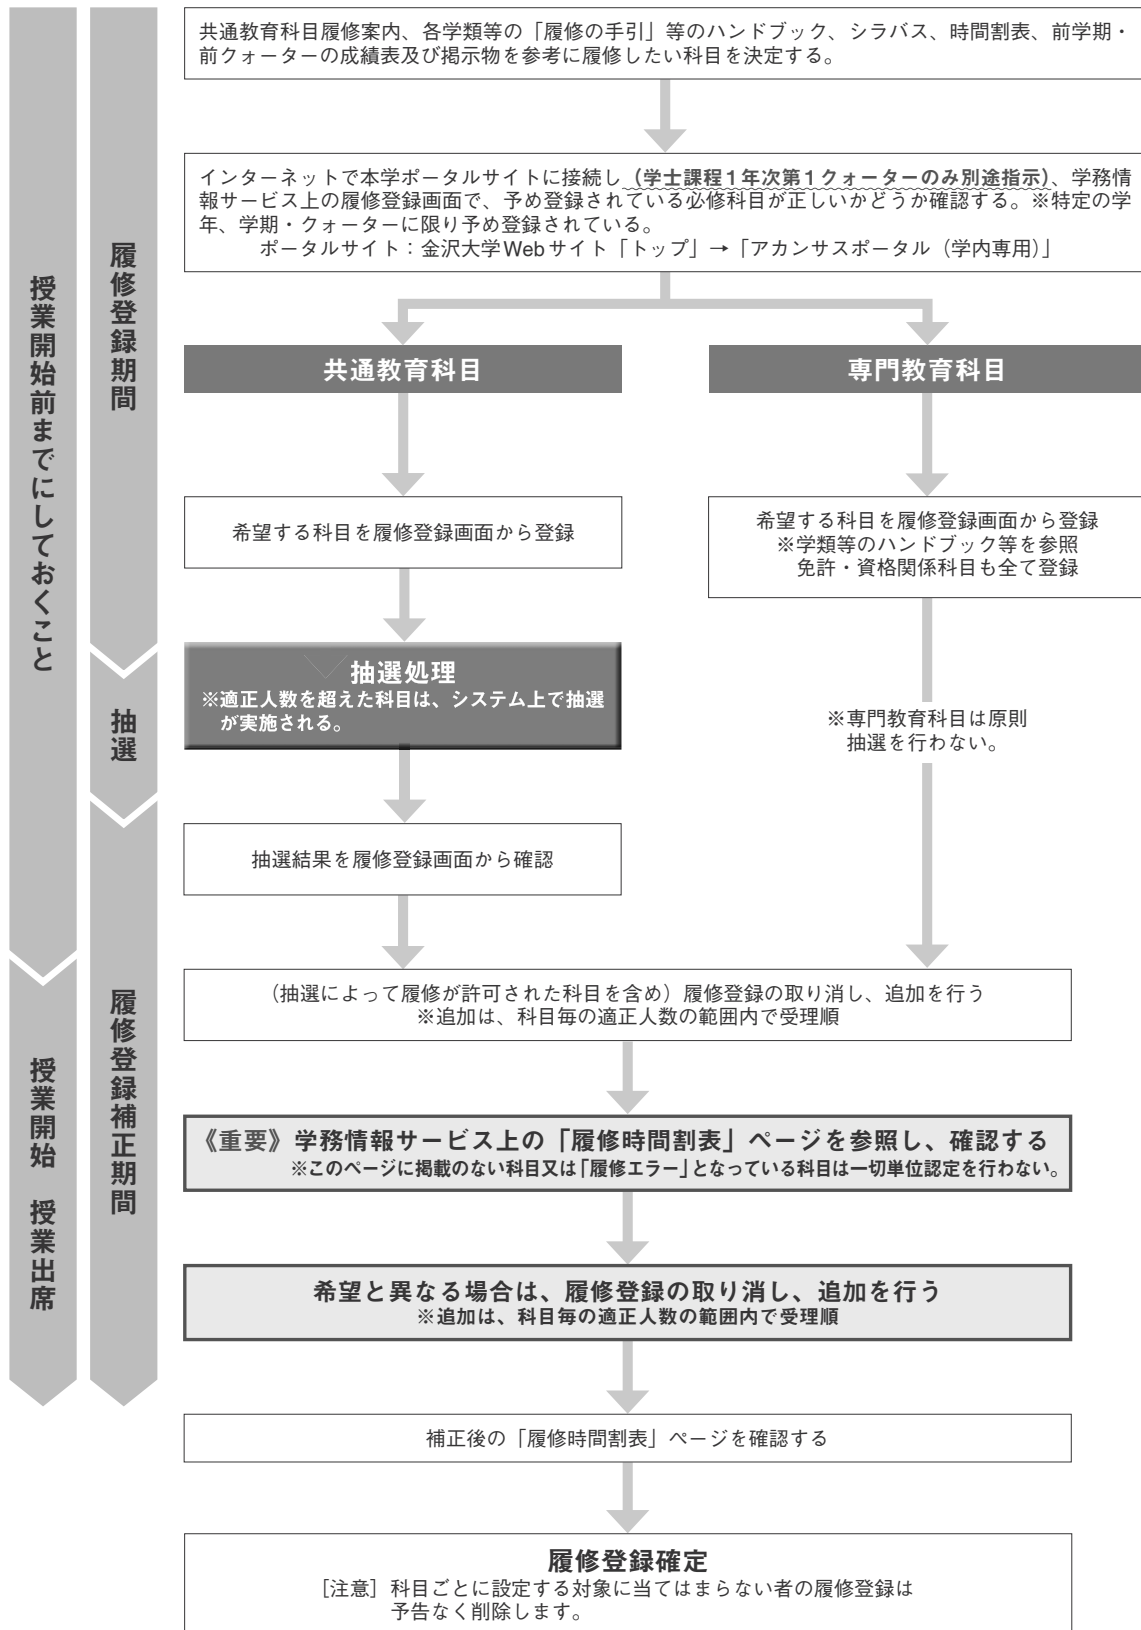 共通教育科目履修案内、各学類等の「履修の手引」等のハンドブック、シラバス、時間割表、前学期・
前クォーターの成績表及び掲示物を参考に履修したい科目を決定する。
インターネットで本学ポータルサイトに接続し（学士課程1年次第1クォーターのみ別途指示）、学務情
報サービス上の履修登録画面で、予め登録されている必修科目が正しいかどうか確認する。※特定の学
年、学期・クォーターに限り予め登録されている。
ポータルサイト：金沢大学Webサイト「トップ」→「アカンサスポータル（学内専用）」
授業開始前までにしておくこと
履修登録期間
共通教育科目
専門教育科目
希望する科目を履修登録画面から登録
希望する科目を履修登録画面から登録
※学類等のハンドブック等を参照
免許・資格関係科目も全て登録
抽選
抽選処理
※適正人数を超えた科目は、システム上で抽選
が実施される。
※専門教育科目は原則
抽選を行わない。
抽選結果を履修登録画面から確認
授業開始 授業出席
履修登録補正期間
（抽選によって履修が許可された科目を含め）履修登録の取り消し、追加を行う
※追加は、科目毎の適正人数の範囲内で受理順
《重要》学務情報サービス上の「履修時間割表」ページを参照し、確認する
※このページに掲載のない科目又は「履修エラー」となっている科目は一切単位認定を行わない。
希望と異なる場合は、履修登録の取り消し、追加を行う
※追加は、科目毎の適正人数の範囲内で受理順
補正後の「履修時間割表」ページを確認する
履修登録確定
［注意］科目ごとに設定する対象に当てはまらない者の履修登録は
予告なく削除します。